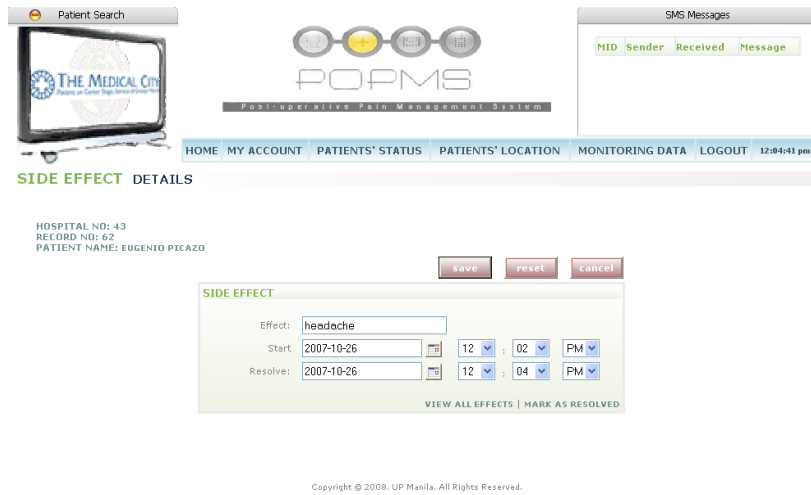 Patient Search
SMS Messages
MID Sender Received Message
THE MEDICAL CITY
POPMS
Post-operative Pain Management System
HOME MY ACCOUNT PATIENTS' STATUS PATIENTS' LOCATION MONITORING DATA LOGOUT 12:04:41 pm
SIDE EFFECT DETAILS
HOSPITAL NO: 43
RECORD NO: 62
PATIENT NAME: EUGENIO PICAZO
save reset cancel
SIDE EFFECT
Effect: headache
Start 2007-10-26 12 : 02 PM
Resolve: 2007-10-26 12 : 04 PM
VIEW ALL EFFECTS | MARK AS RESOLVED
Copyright © 2008. UP Manila. All Rights Reserved.